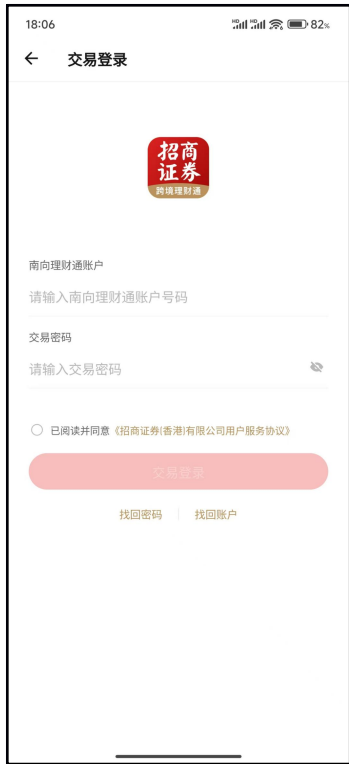 18:06
HD HD 82%
交易登录
招商
证券
跨境理财通
南向理财通账户
请输入南向理财通账户号码
交易密码
请输入交易密码
已阅读并同意《招商证券(香港)有限公司用户服务协议》
交易登录
找回密码 找回账户